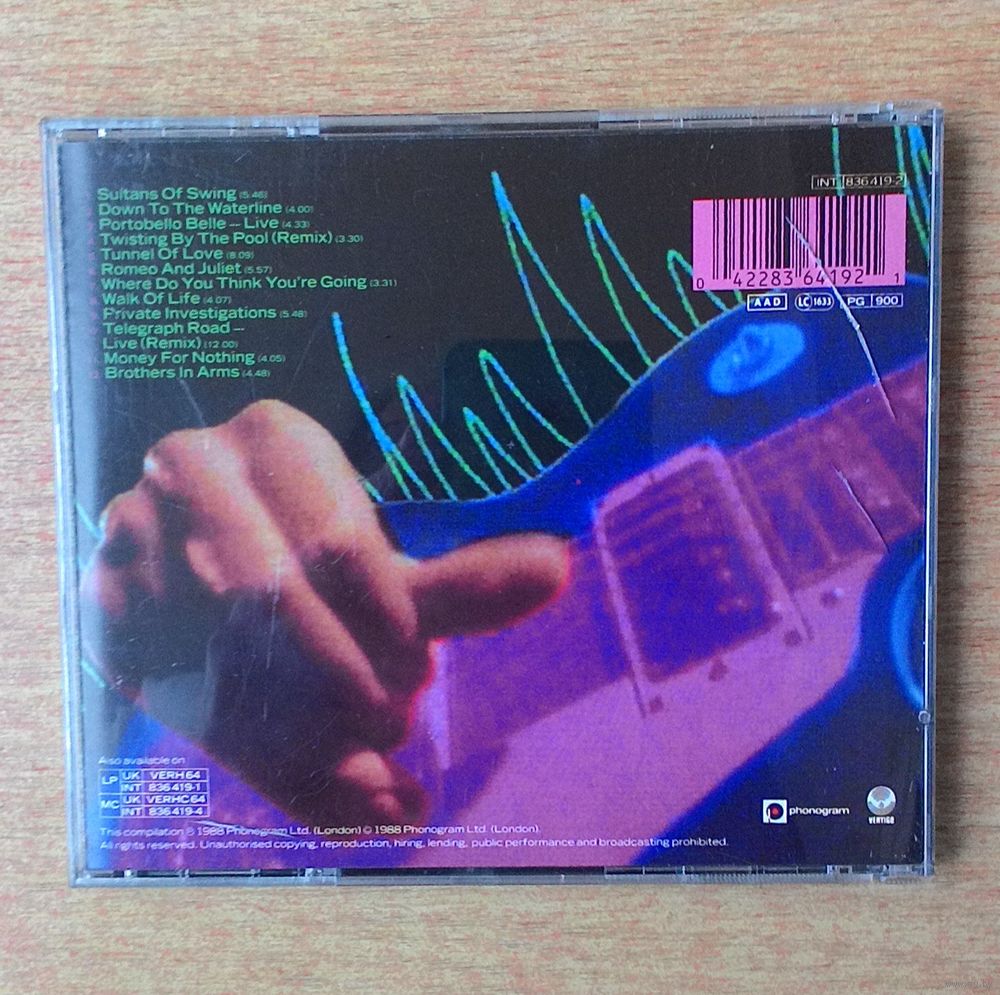 Sultans Of Swing (5.46)
Down To The Waterline (4.00)
Portobello Belle – Live (4.33)
Twisting By The Pool (Remix) (3.30)
Tunnel Of Love (8.09)
Romeo And Juliet (5.57)
Where Do You Think You're Going (3.31)
Walk Of Life (4.07)
Private Investigations (5.48)
Telegraph Road –
Live (Remix) (12.00)
Money For Nothing (4.05)
Brothers In Arms (4.48)
INT 836 419-2
0 42283 64192 1
AAD LC 1633 PG 900
Also available on
LP UK VERH 64
INT 836 419-1
MC UK VERHC 64
INT 836 419-4
phonogram
VERTIGO
This compilation ℗ 1988 Phonogram Ltd. (London) © 1988 Phonogram Ltd. (London).
All rights reserved. Unauthorised copying, reproduction, hiring, lending, public performance and broadcasting prohibited.